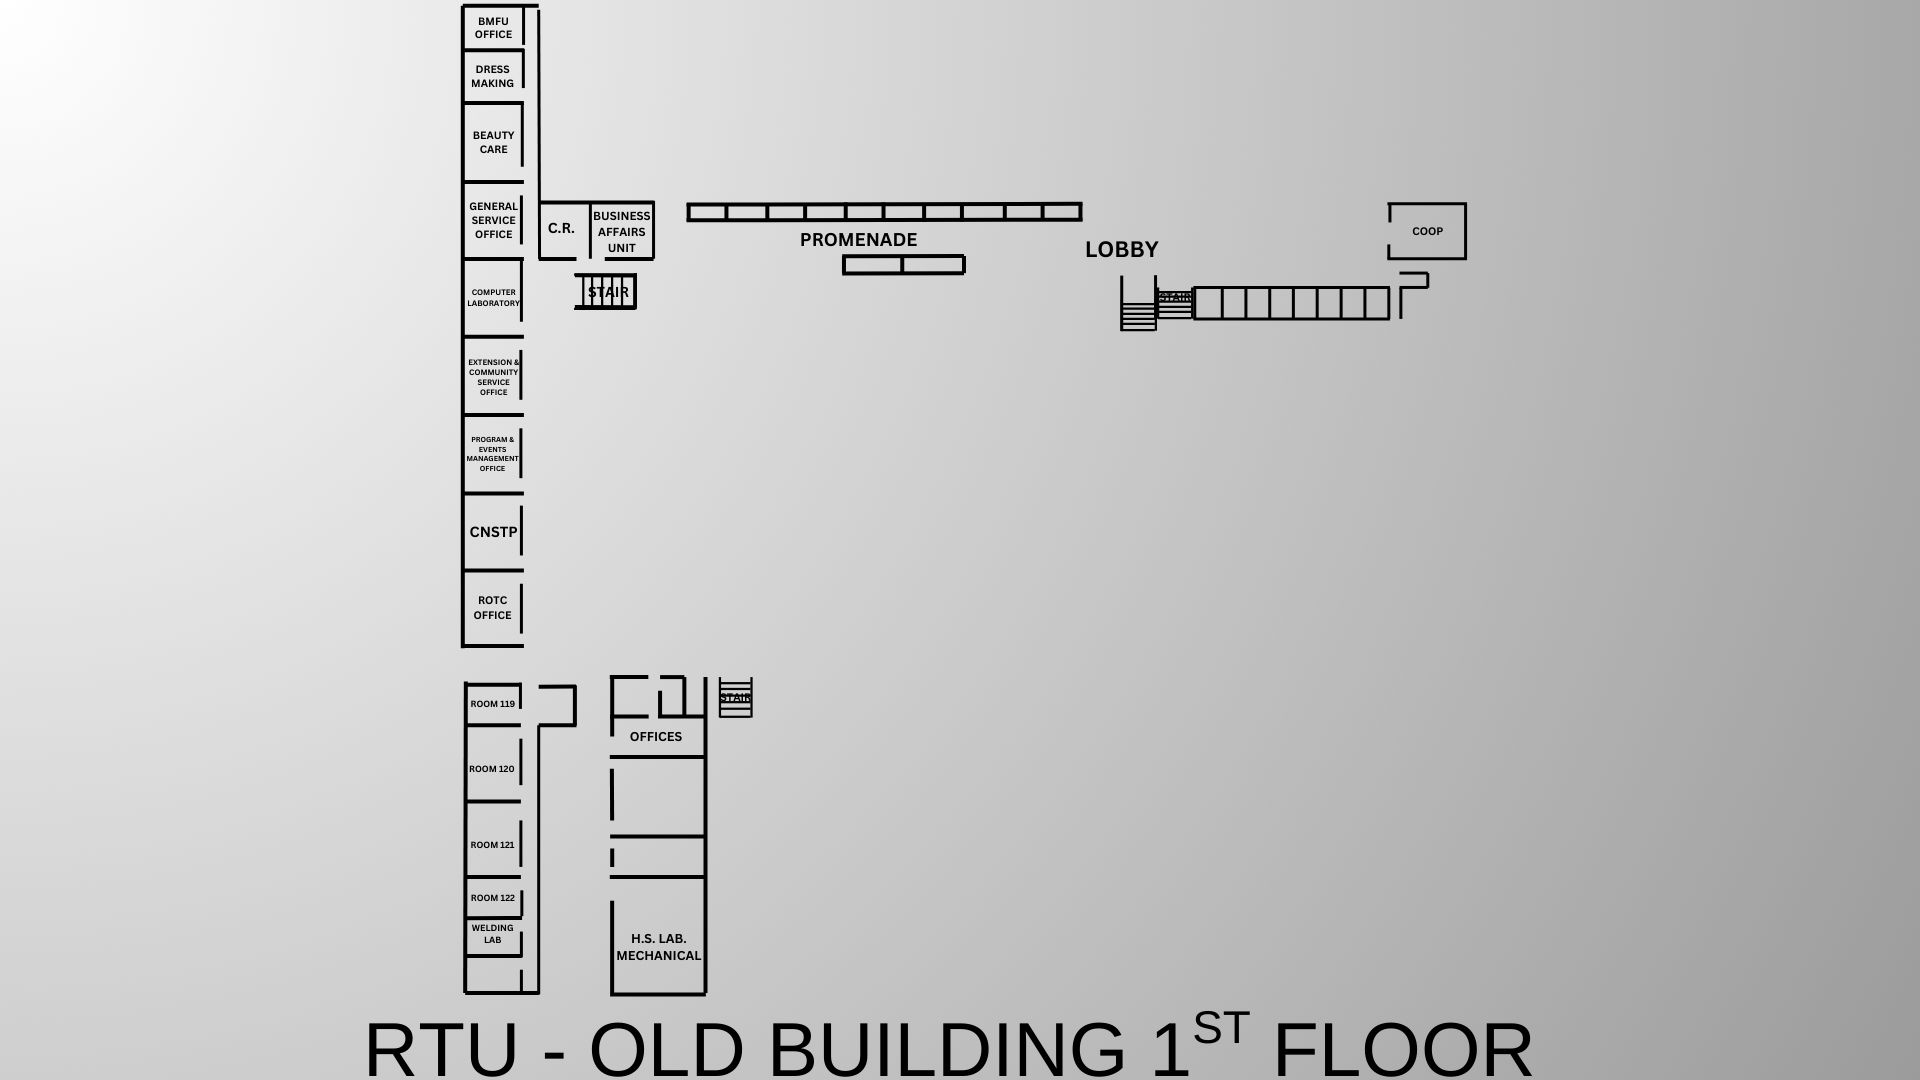 BMFU
OFFICE
DRESS
MAKING
BEAUTY
CARE
GENERAL
SERVICE
OFFICE
C.R.
BUSINESS
AFFAIRS
UNIT
PROMENADE
LOBBY
COOP
COMPUTER
LABORATORY
STAIR
STAIR
EXTENSION &
COMMUNITY
SERVICE
OFFICE
PROGRAM &
EVENTS
MANAGEMENT
OFFICE
CNSTP
ROTC
OFFICE
ROOM 119
STAIR
OFFICES
ROOM 120
ROOM 121
ROOM 122
WELDING
LAB
H.S. LAB.
MECHANICAL
RTU - OLD BUILDING 1ST FLOOR